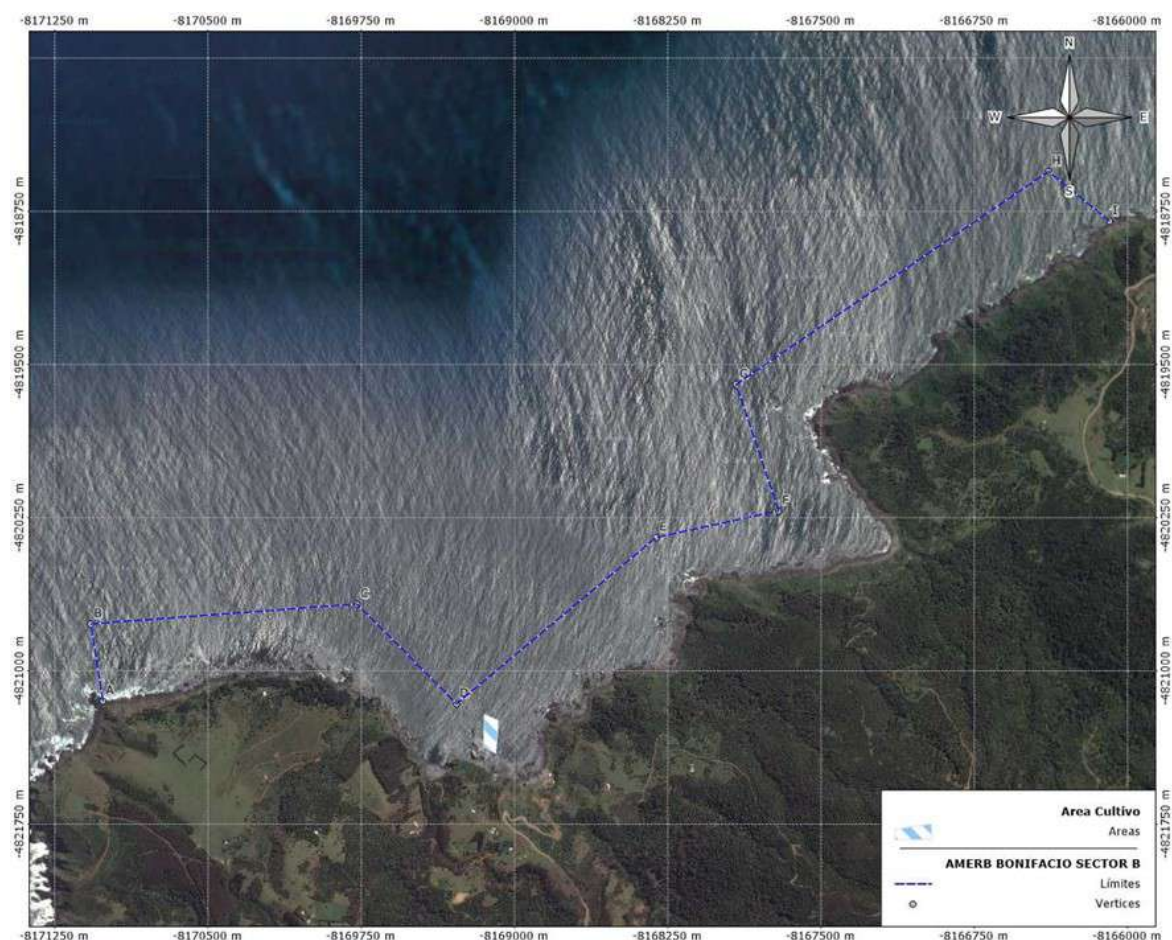 -8171250 m -8170500 m -8169750 m -8169000 m -8168250 m -8167500 m -8166750 m -8166000 m
N
W E
S
H
I
-4818750 m -4818750 m
-4819500 m -4819500 m
G
F
-4820250 m -4820250 m
E
C
B
-4821000 m -4821000 m
A
D
-4821750 m -4821750 m
Area Cultivo
Areas
AMERB BONIFACIO SECTOR B
Límites
Vertices
-8171250 m -8170500 m -8169750 m -8169000 m -8168250 m -8167500 m -8166750 m -8166000 m